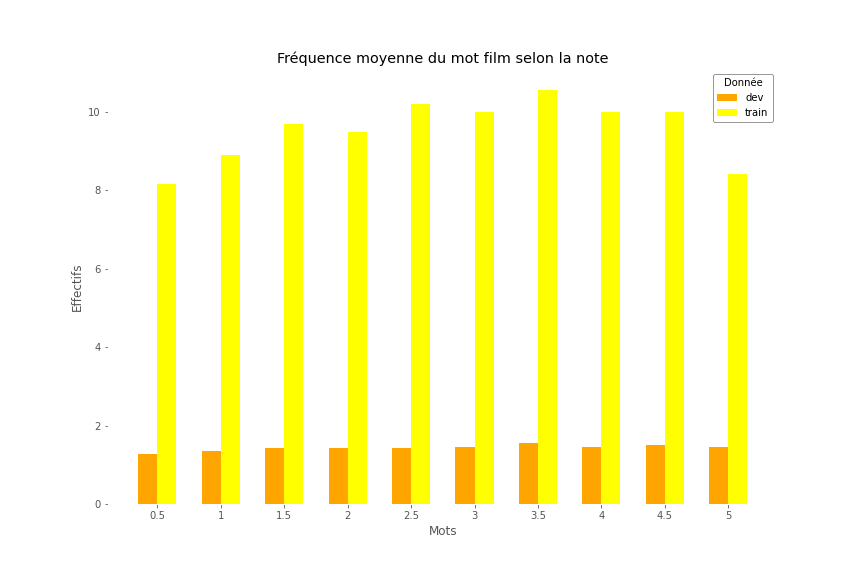 Fréquence moyenne du mot film selon la note
Donnée
dev
train
Effectifs
10
8
6
4
2
0
0.5 1 1.5 2 2.5 3 3.5 4 4.5 5
Mots